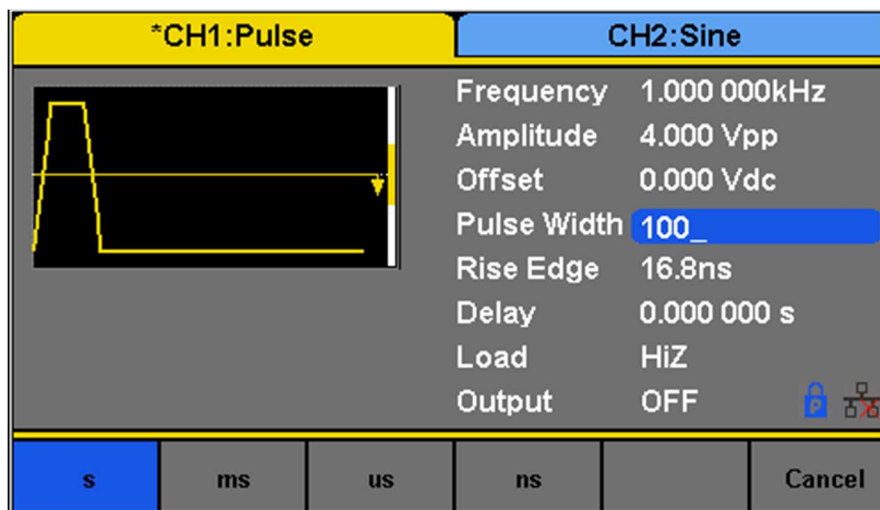 *CH1:Pulse CH2:Sine
Frequency 1.000 000kHz
Amplitude 4.000 Vpp
Offset 0.000 Vdc
Pulse Width 100_
Rise Edge 16.8ns
Delay 0.000 000 s
Load HiZ
Output OFF P
s ms us ns Cancel